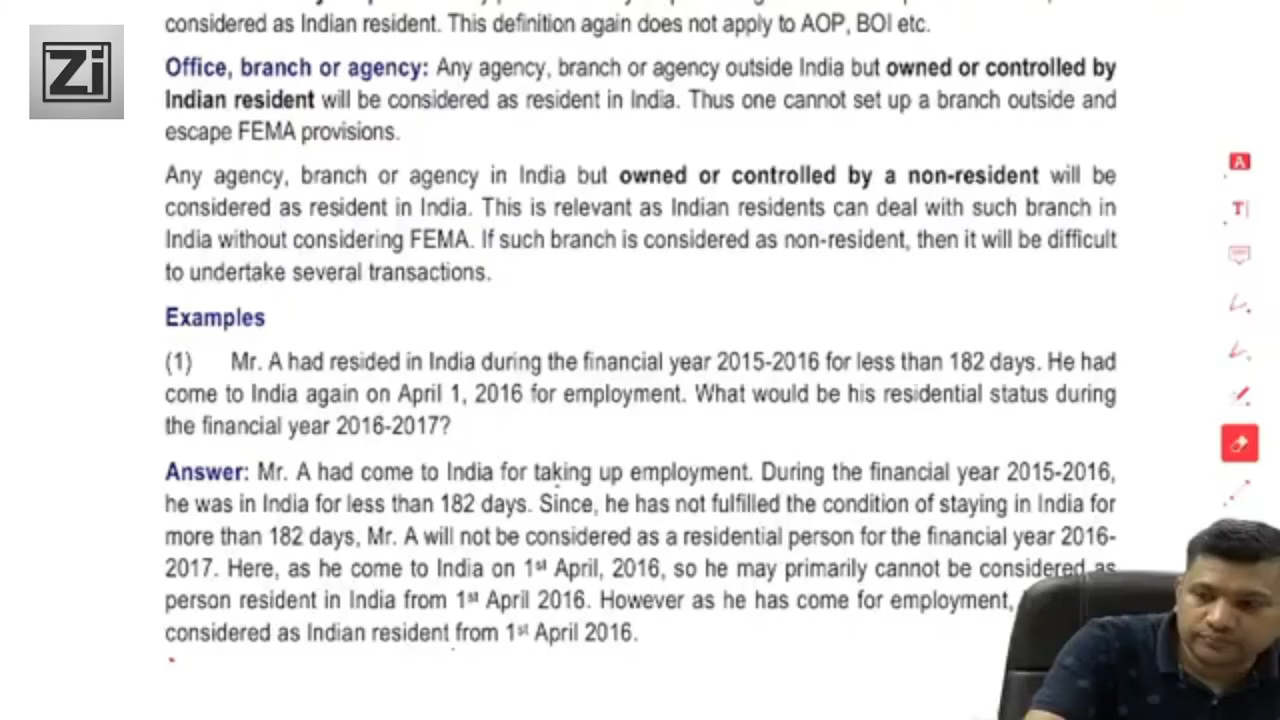 Zi
considered as Indian resident. This definition again does not apply to AOP, BOI etc.
Office, branch or agency: Any agency, branch or agency outside India but owned or controlled by
Indian resident will be considered as resident in India. Thus one cannot set up a branch outside and
escape FEMA provisions.
Any agency, branch or agency in India but owned or controlled by a non-resident will be
considered as resident in India. This is relevant as Indian residents can deal with such branch in
India without considering FEMA. If such branch is considered as non-resident, then it will be difficult
to undertake several transactions.
Examples
(1) Mr. A had resided in India during the financial year 2015-2016 for less than 182 days. He had
come to India again on April 1, 2016 for employment. What would be his residential status during
the financial year 2016-2017?
Answer: Mr. A had come to India for taking up employment. During the financial year 2015-2016,
he was in India for less than 182 days. Since, he has not fulfilled the condition of staying in India for
more than 182 days, Mr. A will not be considered as a residential person for the financial year 2016-
2017. Here, as he come to India on 1st April, 2016, so he may primarily cannot be considered as
person resident in India from 1st April 2016. However as he has come for employment,
considered as Indian resident from 1st April 2016.
A
T